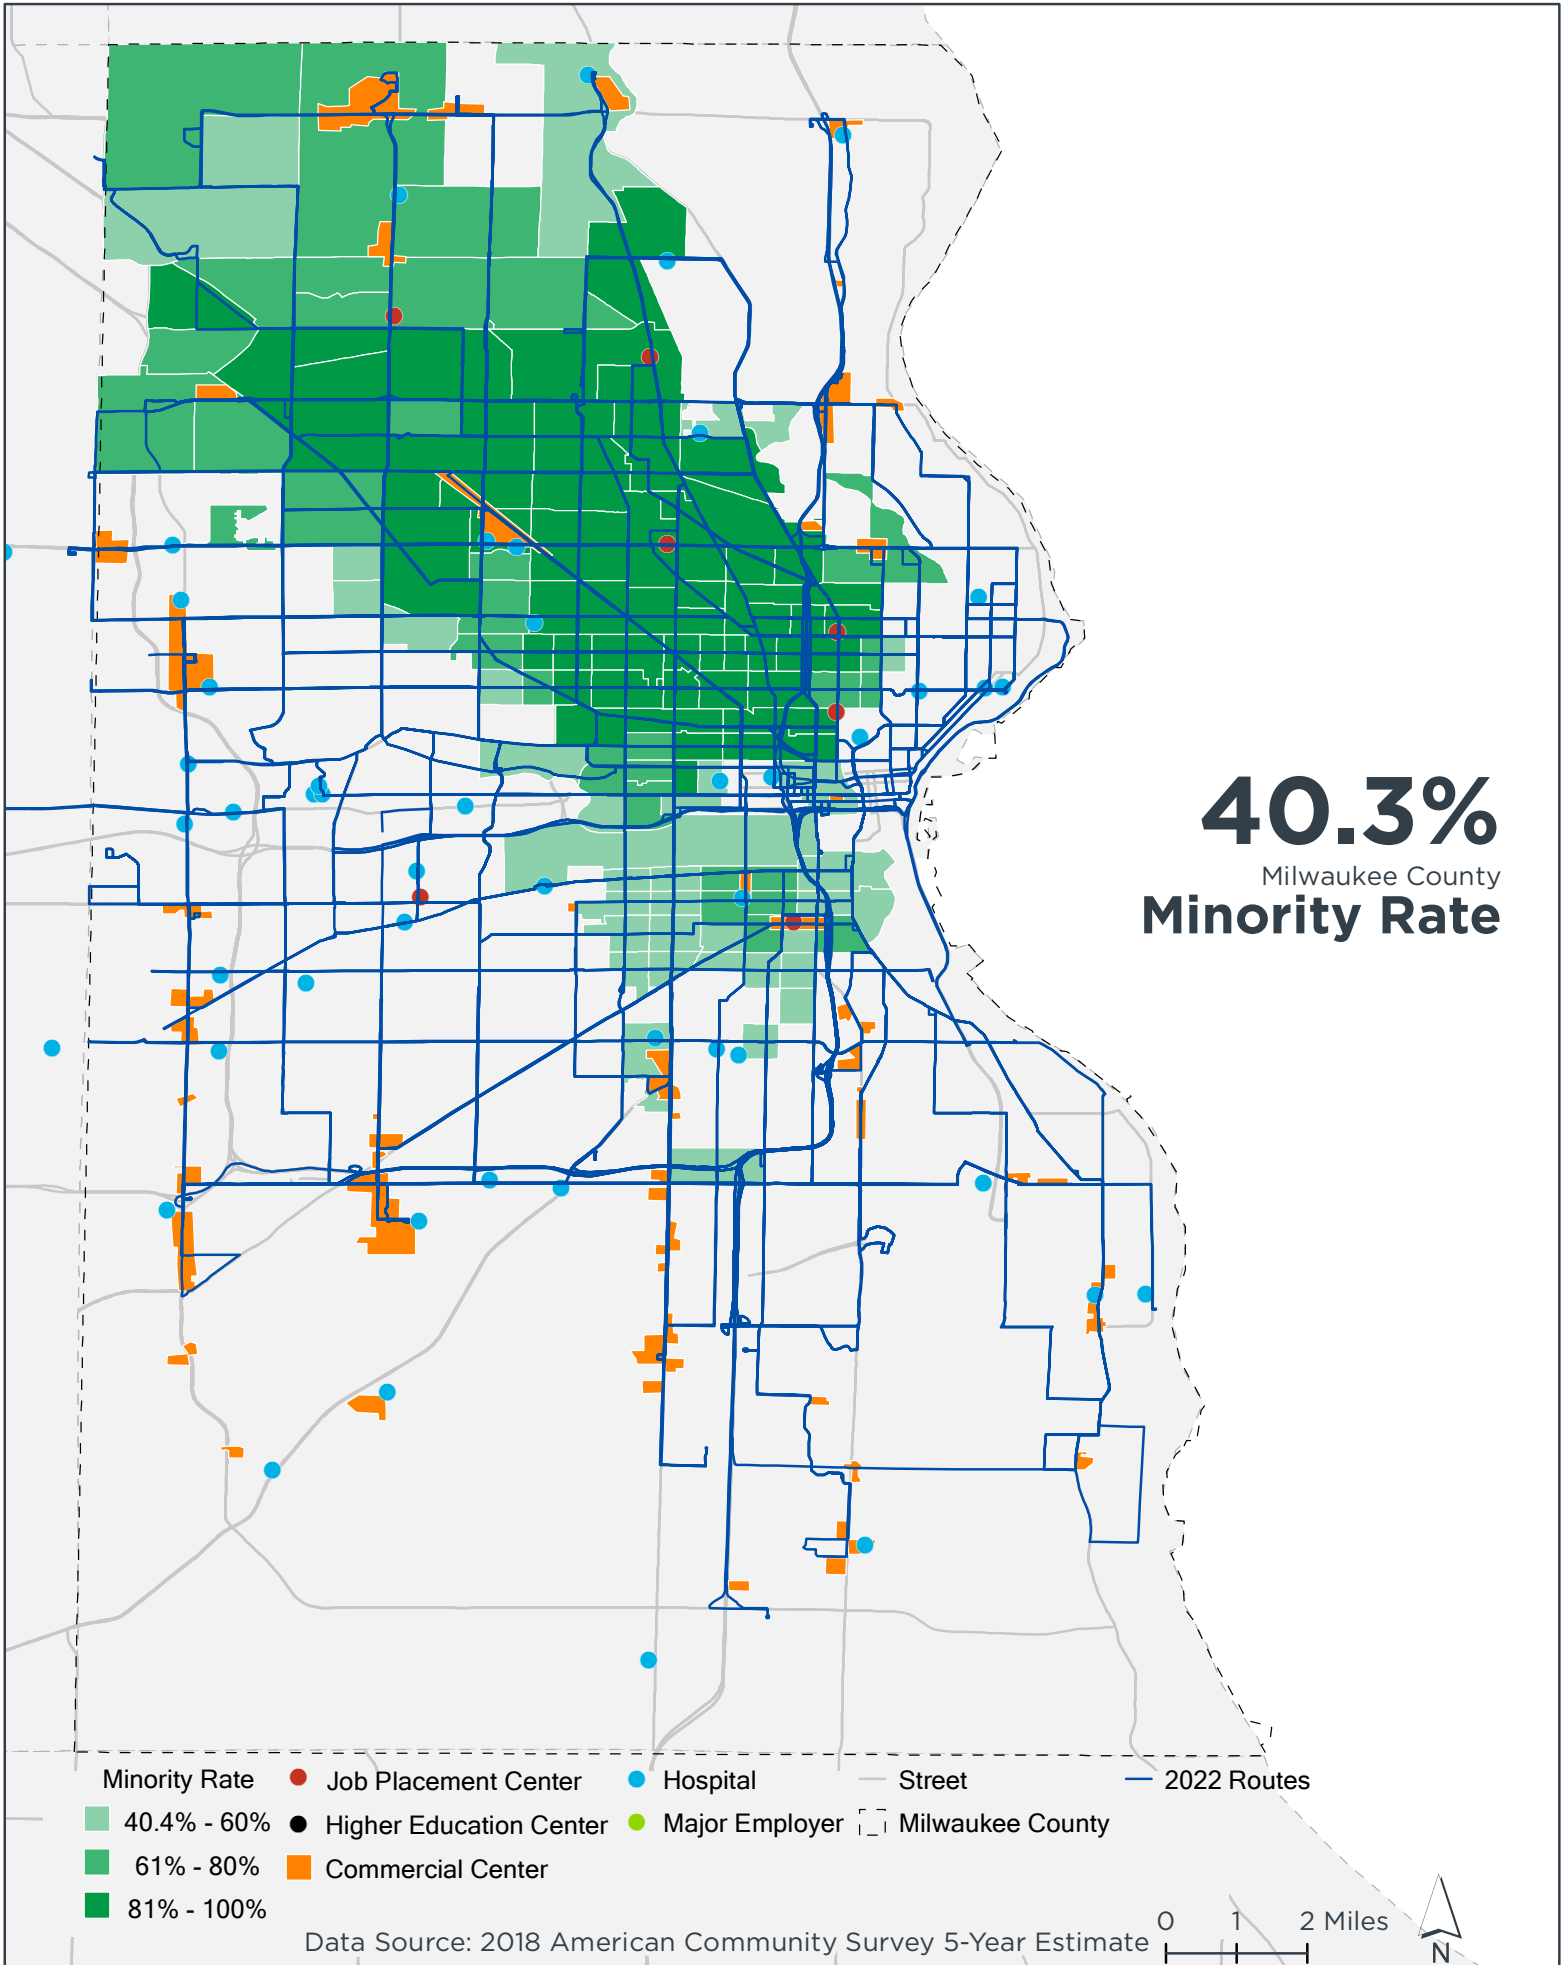 40.3%
Milwaukee County
Minority Rate
Minority Rate
40.4% - 60%
61% - 80%
81% - 100%
Job Placement Center
Higher Education Center
Commercial Center
Hospital
Major Employer
Street
Milwaukee County
2022 Routes
0 1 2 Miles
N
Data Source: 2018 American Community Survey 5-Year Estimate